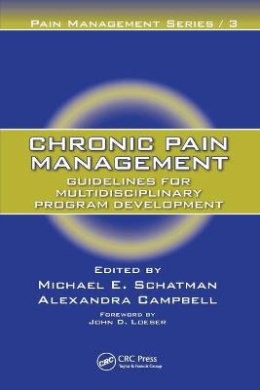 PAIN MANAGEMENT SERIES / 3
CHRONIC PAIN
MANAGEMENT
GUIDELINES FOR
MULTIDISCIPLINARY
PROGRAM DEVELOPMENT
EDITED BY
MICHAEL E. SCHATMAN
ALEXANDRA CAMPBELL
FOREWORD BY
JOHN D. LOESER
CRC
CRC Press
Taylor & Francis Group